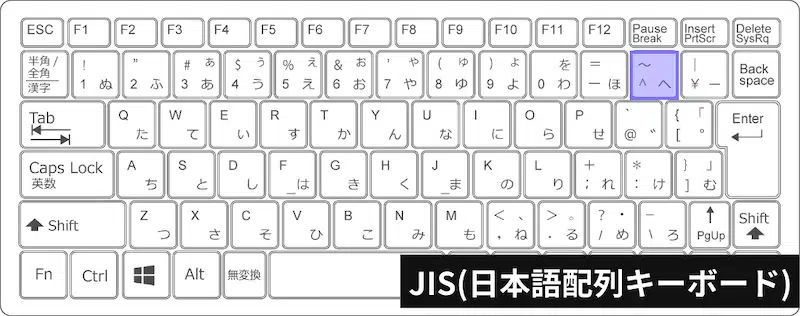 ESC F1 F2 F3 F4 F5 F6 F7 F8 F9 F10 F11 F12 Pause Break Insert PrtScr Delete SysRq
半角/全角 漢字 ! 1 ぬ " 2 ふ # ぁ 3 あ $ ぅ 4 う % ぇ 5 え & ぉ 6 お ' ゃ 7 や ( ゅ 8 ゆ ) ょ 9 よ を 0 わ = ー ほ ～ ^ へ | ¥ ー Back space
Tab Q た W て E い R す T か Y ん U な I に O ら P せ ` @ ゛ { 「 [ ゜ Enter
Caps Lock 英数 A ち S と D し F_ は G き H く J_ ま K の L り + ; れ * : け } 」 ] む
Shift Z つ X さ C そ V ひ B こ N み M も < 、 , ね > 。 . る ? ・ / め _ \ ろ PgUp Shift
Fn Ctrl Alt 無変換
JIS(日本語配列キーボード)